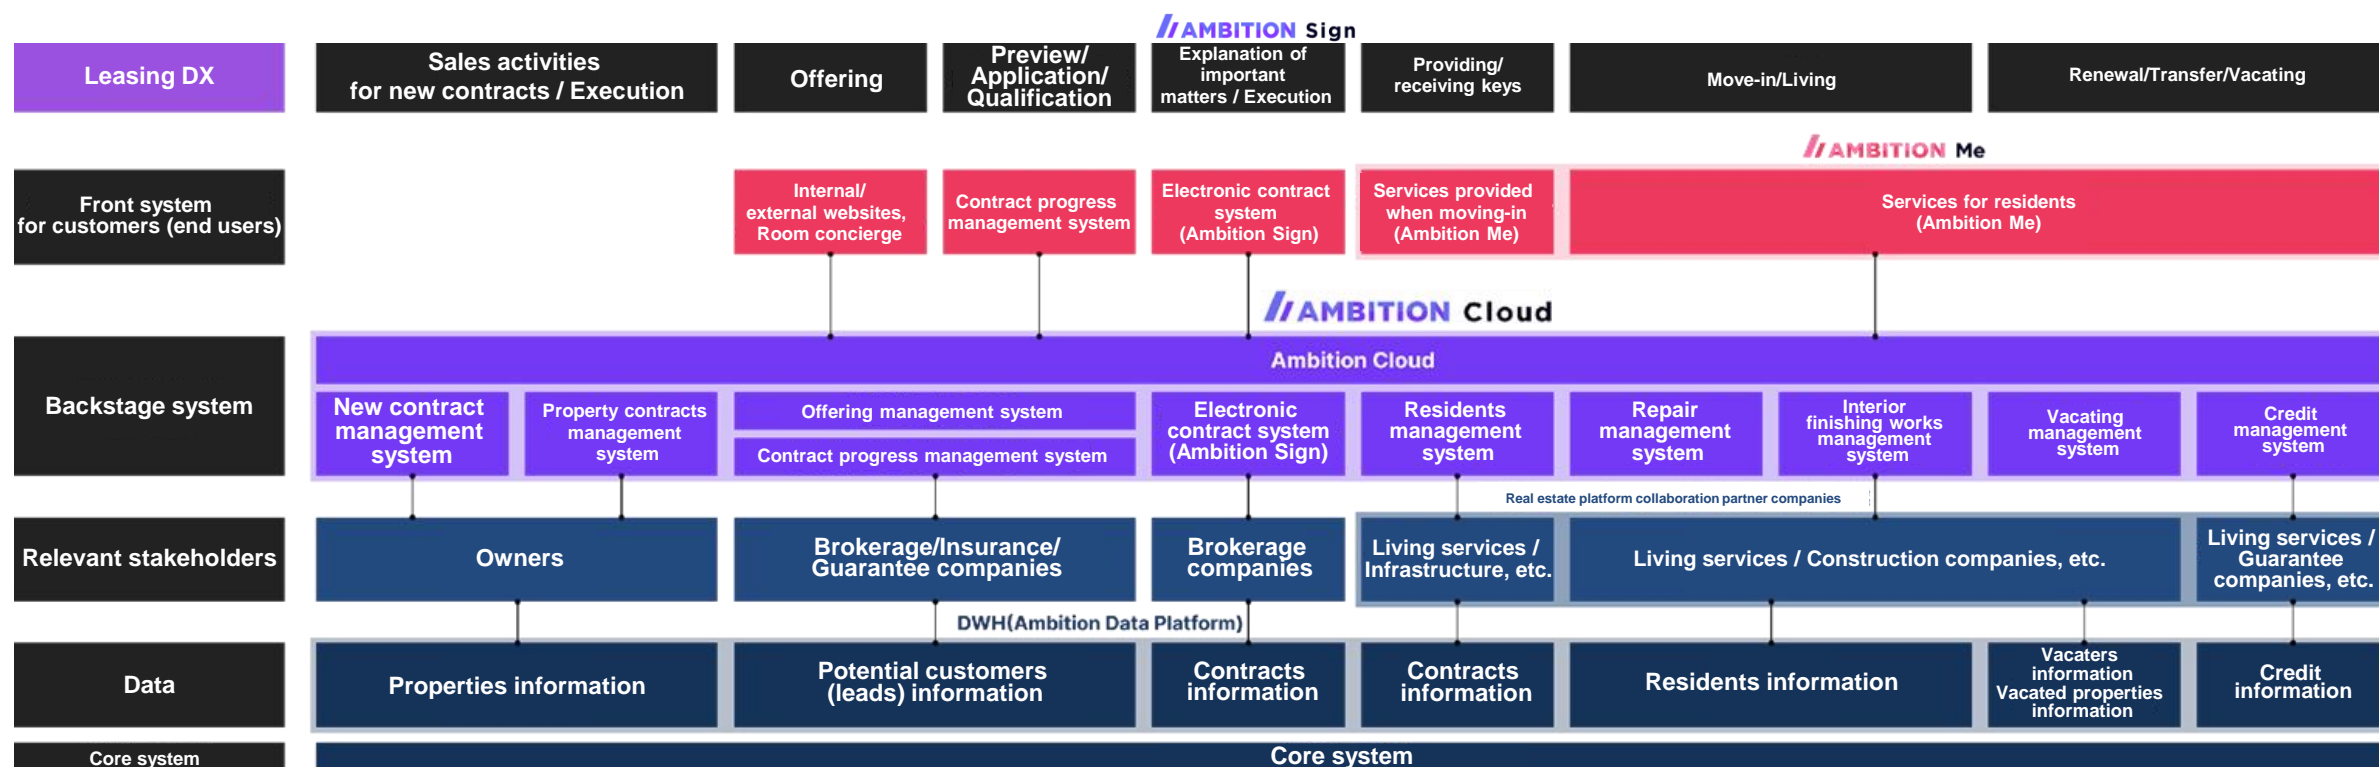 AMBITION Sign
Leasing DX
Sales activities
for new contracts / Execution
Offering
Preview/
Application/
Qualification
Explanation of
important
matters / Execution
Providing/
receiving keys
Move-in/Living
Renewal/Transfer/Vacating
AMBITION Me
Front system
for customers (end users)
Internal/
external websites,
Room concierge
Contract progress
management system
Electronic contract
system
(Ambition Sign)
Services provided
when moving-in
(Ambition Me)
Services for residents
(Ambition Me)
AMBITION Cloud
Backstage system
Ambition Cloud
New contract
management
system
Property contracts
management
system
Offering management system
Contract progress management system
Electronic
contract system
(Ambition Sign)
Residents
management
system
Repair
management
system
Interior
finishing works
management
system
Vacating
management
system
Credit
management
system
Real estate platform collaboration partner companies
Relevant stakeholders
Owners
Brokerage/Insurance/
Guarantee companies
Brokerage
companies
Living services /
Infrastructure, etc.
Living services / Construction companies, etc.
Living services /
Guarantee
companies, etc.
DWH(Ambition Data Platform)
Data
Properties information
Potential customers
(leads) information
Contracts
information
Contracts
information
Residents information
Vacaters
information
Vacated properties
information
Credit
information
Core system
Core system